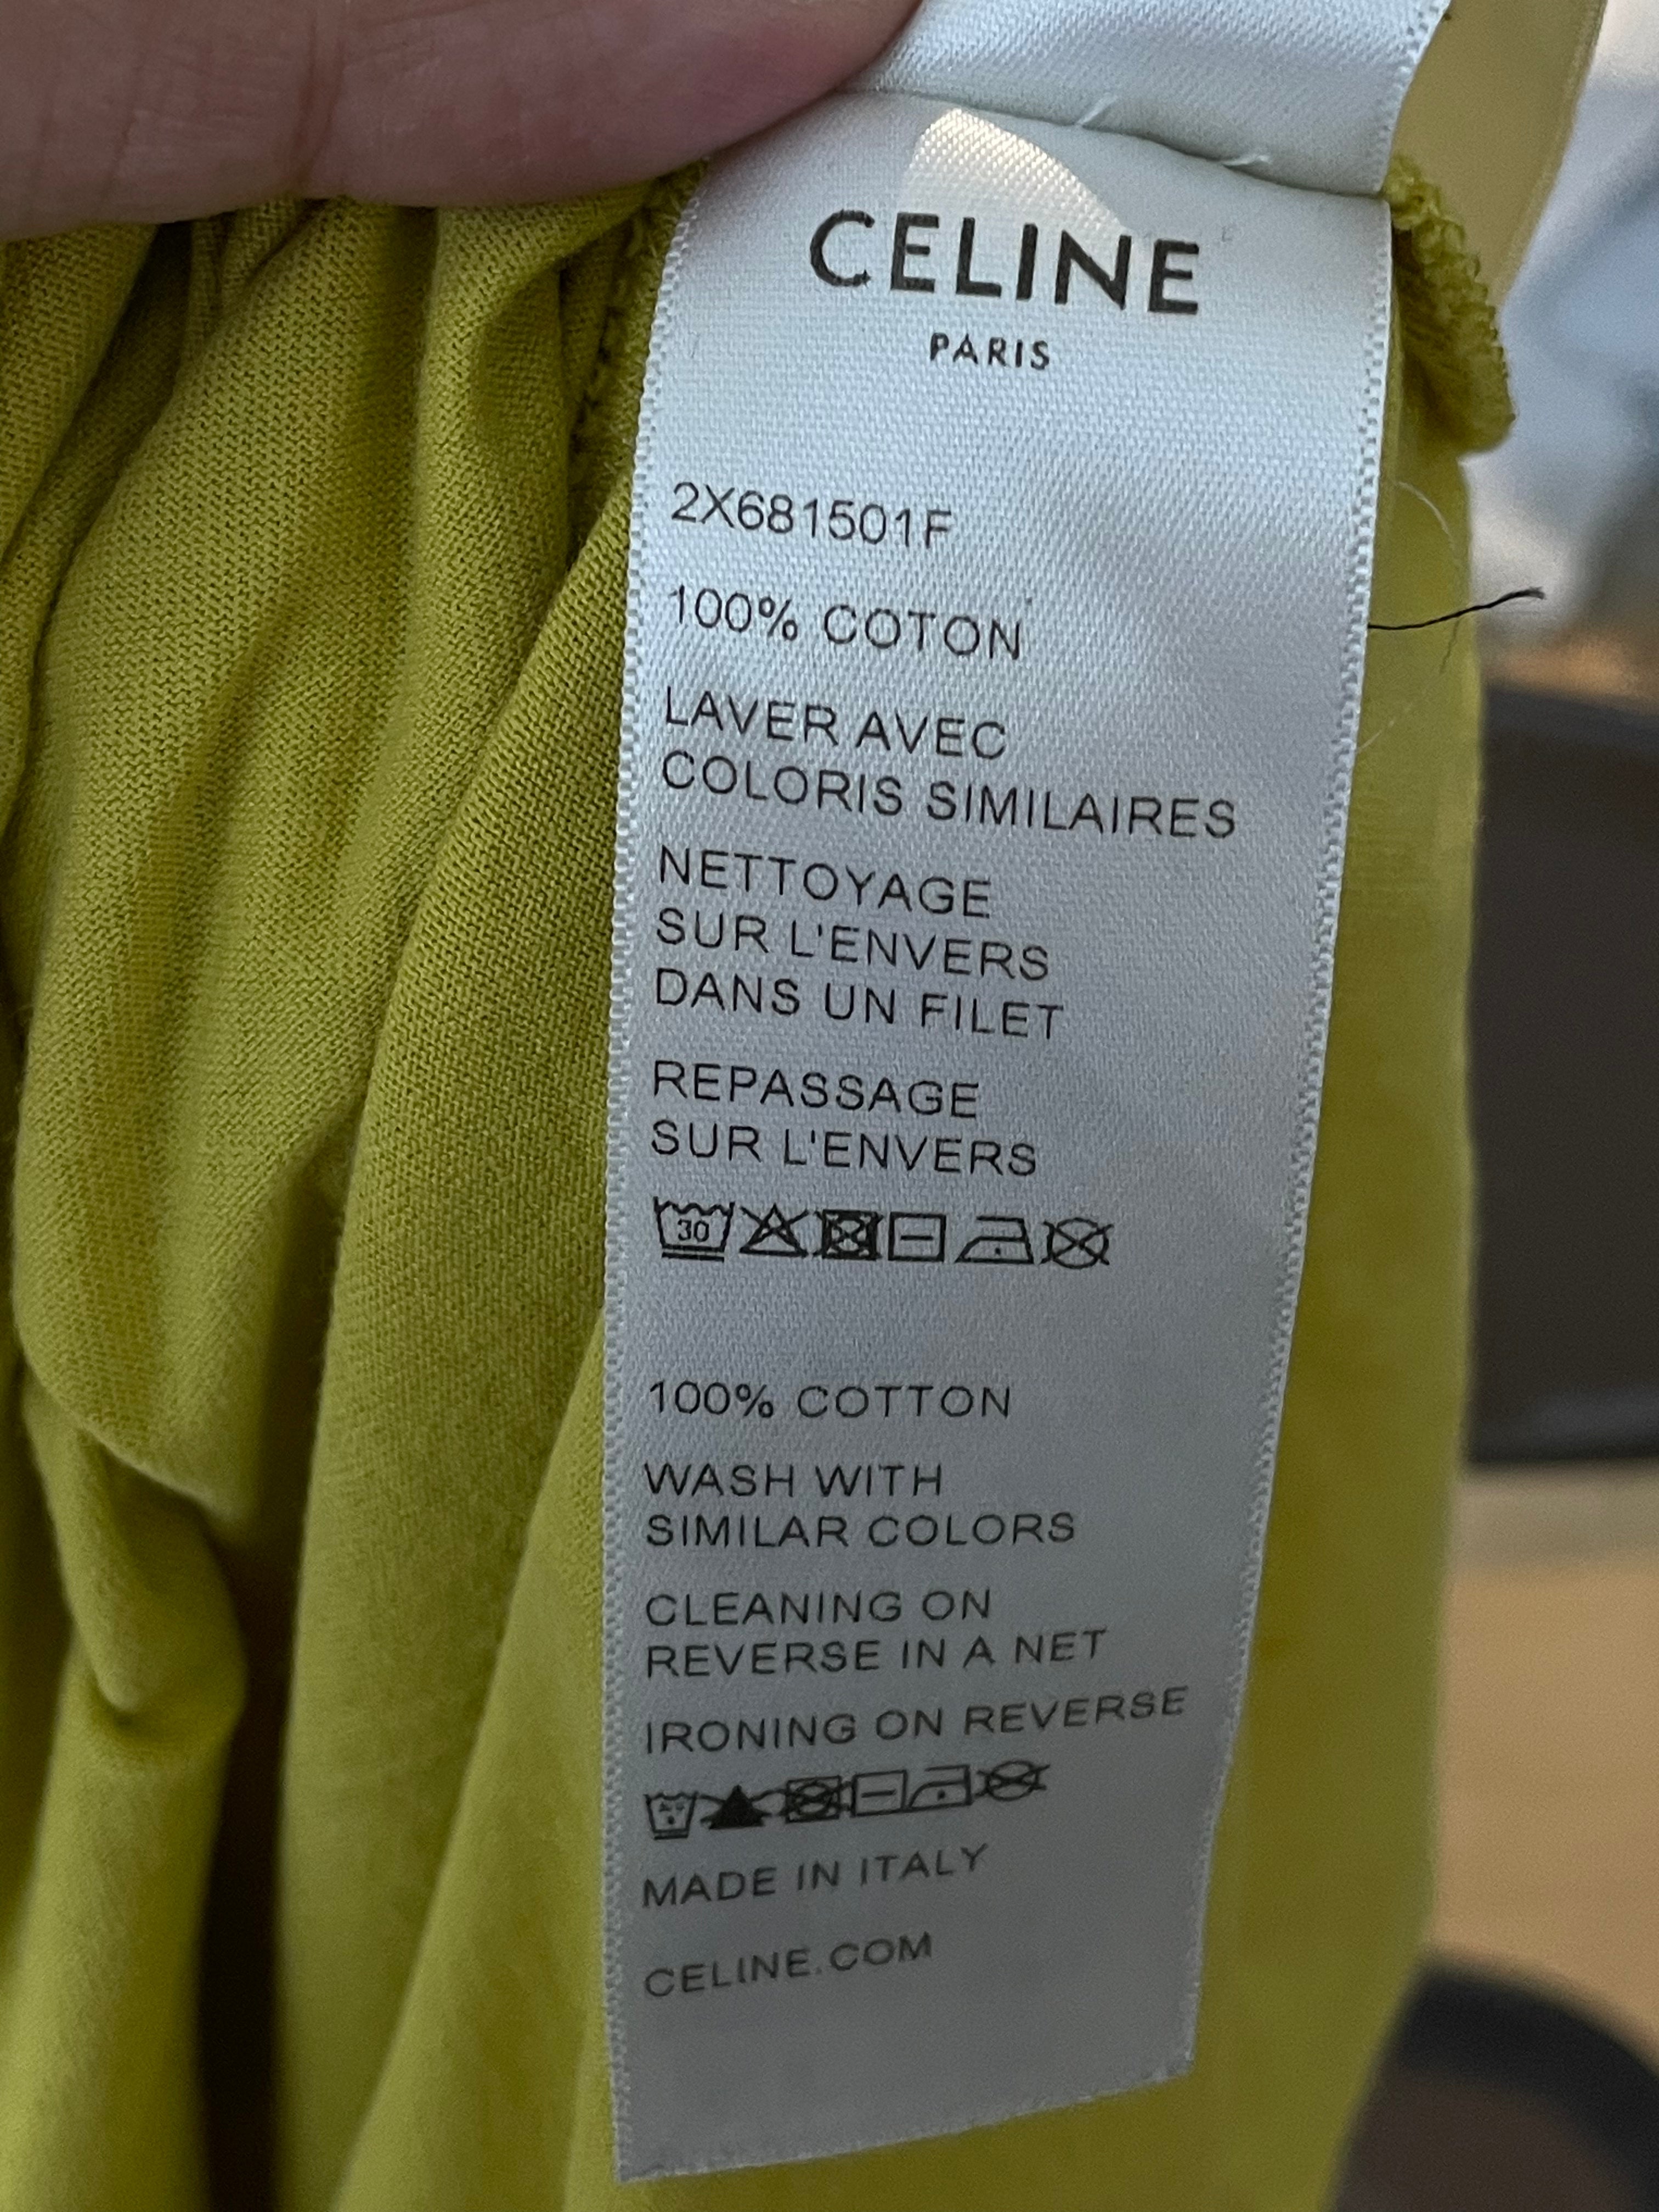 CELINE
PARIS
2X681501F
100% COTON
LAVER AVEC
COLORIS SIMILAIRES
NETTOYAGE
SUR L'ENVERS
DANS UN FILET
REPASSAGE
SUR L'ENVERS
30
100% COTTON
WASH WITH
SIMILAR COLORS
CLEANING ON
REVERSE IN A NET
IRONING ON REVERSE
MADE IN ITALY
CELINE.COM